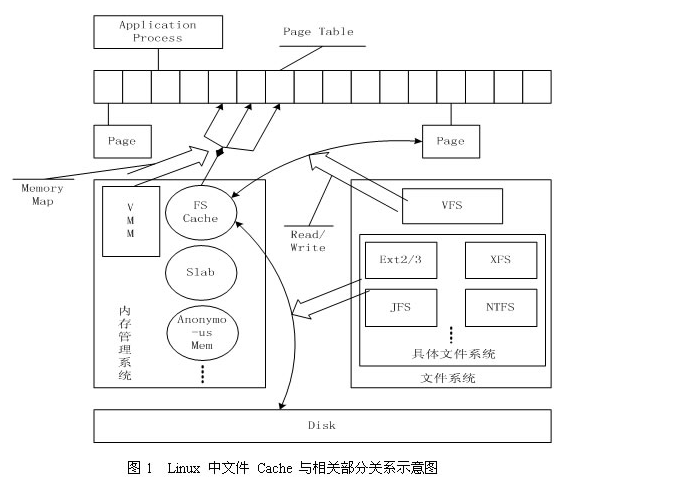 Application
Process
Page Table
Page
Page
Memory
Map
V
M
M
FS
Cache
Slab
Anonymo
-us
Mem
内存管理系统
Read/
Write
VFS
Ext2/3
XFS
JFS
NTFS
具体文件系统
文件系统
Disk
图 1 Linux 中文件 Cache 与相关部分关系示意图